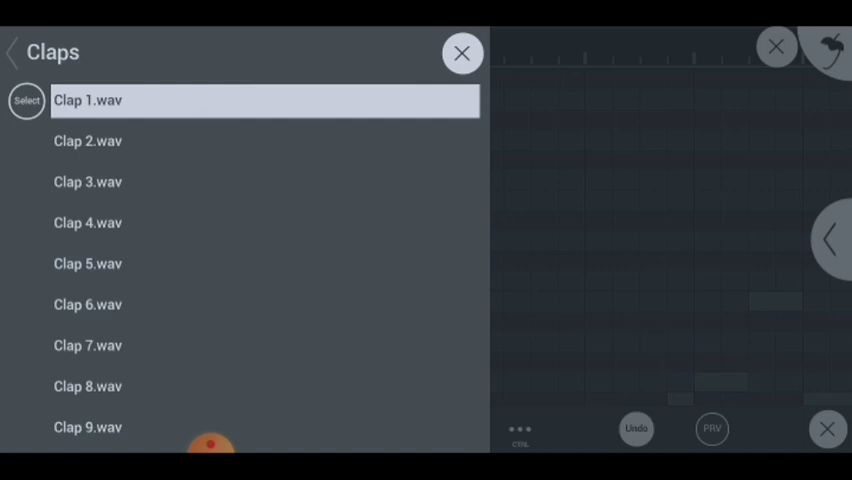 Claps
Select
Clap 1.wav
Clap 2.wav
Clap 3.wav
Clap 4.wav
Clap 5.wav
Clap 6.wav
Clap 7.wav
Clap 8.wav
Clap 9.wav
CTRL
Undo
PRV